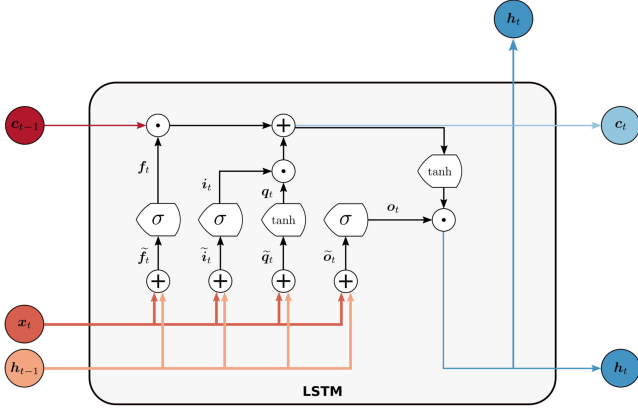 h_t
c_{t−1}
+
+
c_t
f_t
i_t
q_t
tanh
o_t
σ
σ
tanh
σ
f̃_t
ĩ_t
q̃_t
õ_t
+
+
+
+
x_t
h_{t−1}
h_t
LSTM